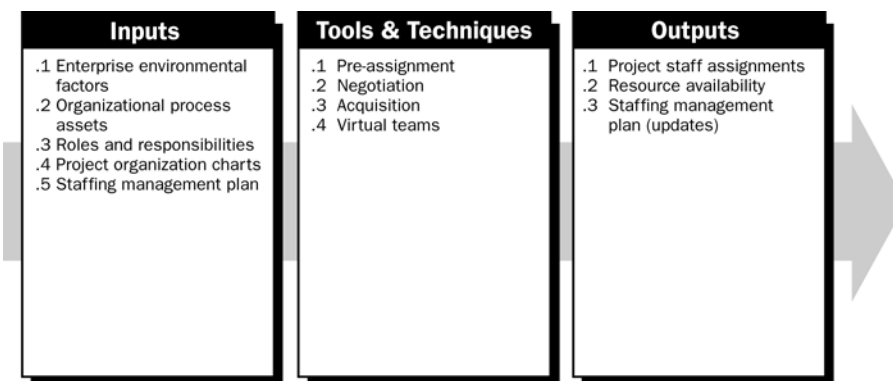 Inputs
.1 Enterprise environmental
factors
.2 Organizational process
assets
.3 Roles and responsibilities
.4 Project organization charts
.5 Staffing management plan
Tools & Techniques
.1 Pre-assignment
.2 Negotiation
.3 Acquisition
.4 Virtual teams
Outputs
.1 Project staff assignments
.2 Resource availability
.3 Staffing management
plan (updates)